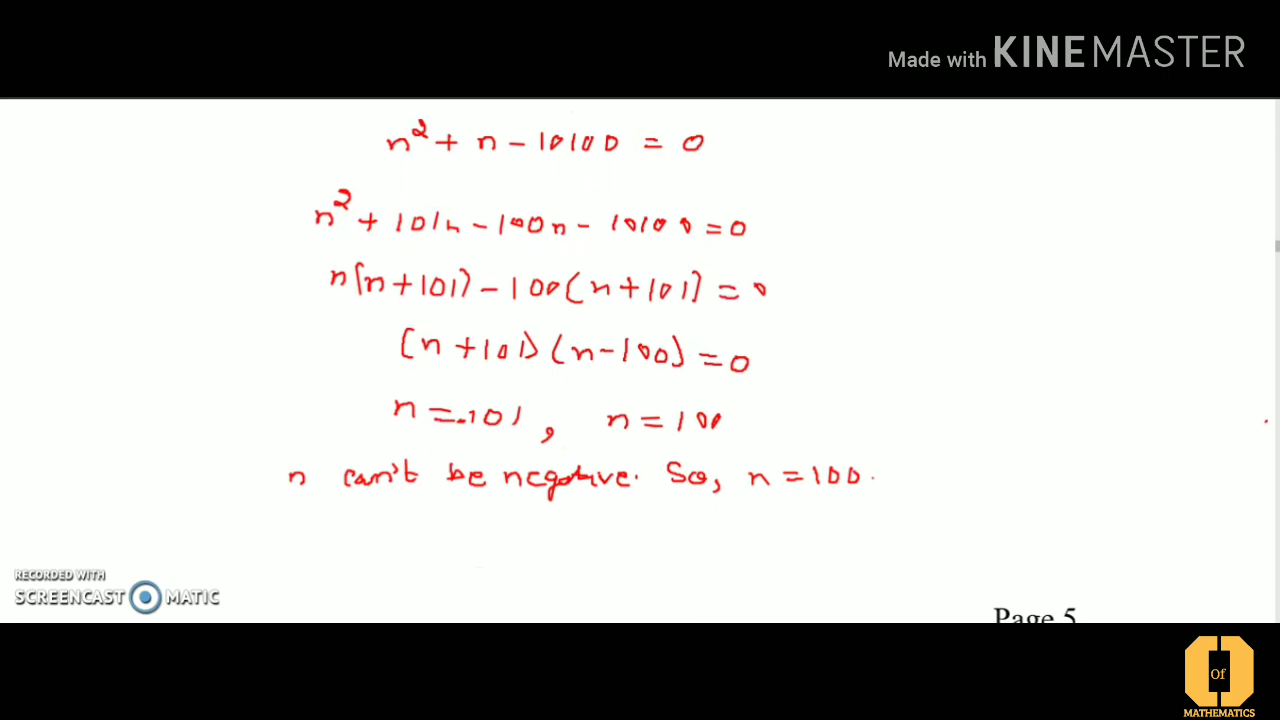 Made with KINEMASTER
n² + n - 10100 = 0
n² + 101n - 100n - 10100 = 0
n(n + 101) - 100(n + 101) = 0
(n + 101) (n - 100) = 0
n = -101, n = 100
n can't be negative. So, n = 100.
RECORDED WITH
SCREENCAST MATIC
Page 5
Of
MATHEMATICS